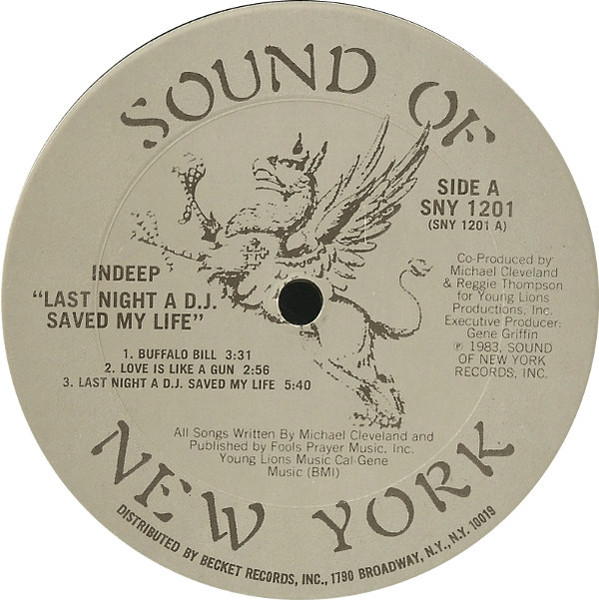 SOUND OF
SIDE A
SNY 1201
(SNY 1201 A)
INDEEP
"LAST NIGHT A D.J.
SAVED MY LIFE"
1. BUFFALO BILL 3:31
2. LOVE IS LIKE A GUN 2:56
3. LAST NIGHT A D.J. SAVED MY LIFE 5:40
Co-Produced by
Michael Cleveland
& Reggie Thompson
for Young Lions
Productions, Inc.
Executive Producer:
Gene Griffin
℗ 1983, SOUND
OF NEW YORK
RECORDS, INC.
All Songs Written By Michael Cleveland and
Published by Fools Prayer Music, Inc.
Young Lions Music Cal-Gene
Music (BMI)
NEW YORK
DISTRIBUTED BY BECKET RECORDS, INC., 1790 BROADWAY, N.Y., N.Y. 10019